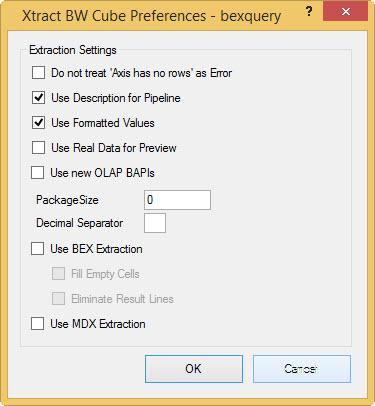 Xtract BW Cube Preferences - bexquery ? ×
Extraction Settings
Do not treat 'Axis has no rows' as Error
Use Description for Pipeline
Use Formatted Values
Use Real Data for Preview
Use new OLAP BAPIs
PackageSize 0
Decimal Separator
Use BEX Extraction
Fill Empty Cells
Eliminate Result Lines
Use MDX Extraction
OK Cancel